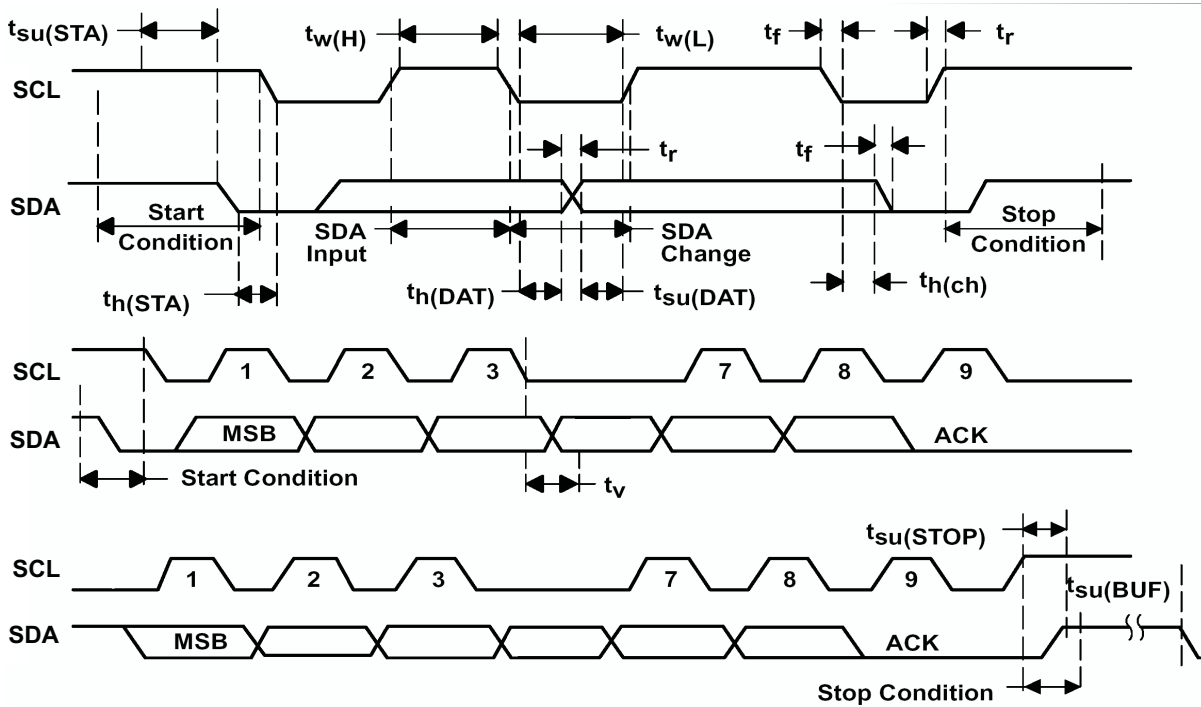 tsu(STA)
tw(H)
tw(L)
tf
tr
SCL
tr
tf
SDA
Start
Condition
SDA
Input
SDA
Change
Stop
Condition
th(STA)
th(DAT)
tsu(DAT)
th(ch)
SCL
1
2
3
7
8
9
SDA
MSB
ACK
Start Condition
tv
tsu(STOP)
SCL
1
2
3
7
8
9
tsu(BUF)
SDA
MSB
ACK
Stop Condition